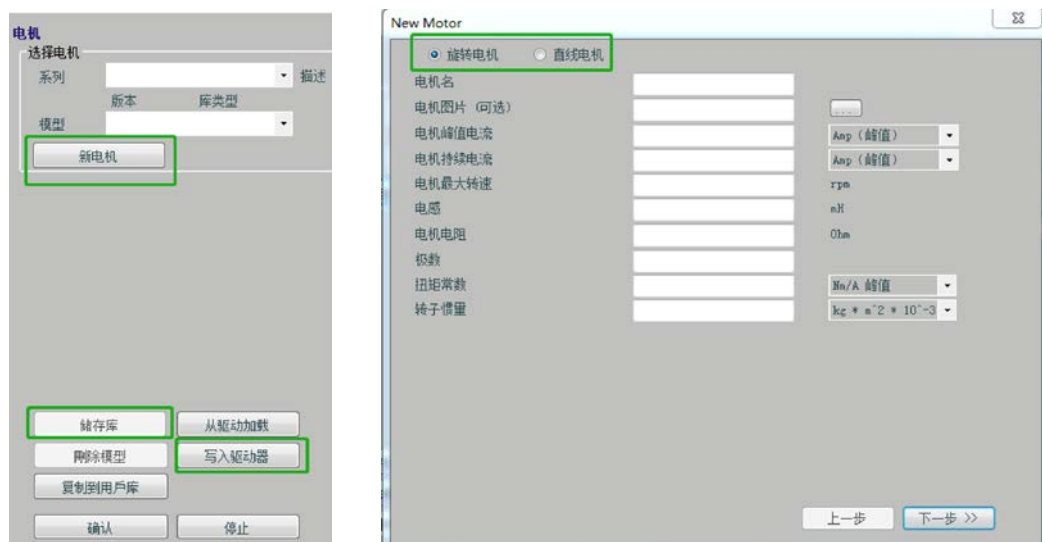 电机
选择电机
系列
描述
版本 库类型
模型
新电机
储存库
从驱动加载
刪除模型
写入驱动器
复制到用戶库
确认
停止
New Motor
旋转电机 直线电机
电机名
电机图片 (可选) ...
电机峰值电流 Amp (峰值)
电机持续电流 Amp (峰值)
电机最大转速 rpm
电感 mH
电机电阻 Ohm
极数
扭矩常数 Nm/A 峰值
转子惯量 kg * m^2 * 10^-3
上一步 下一步 >>